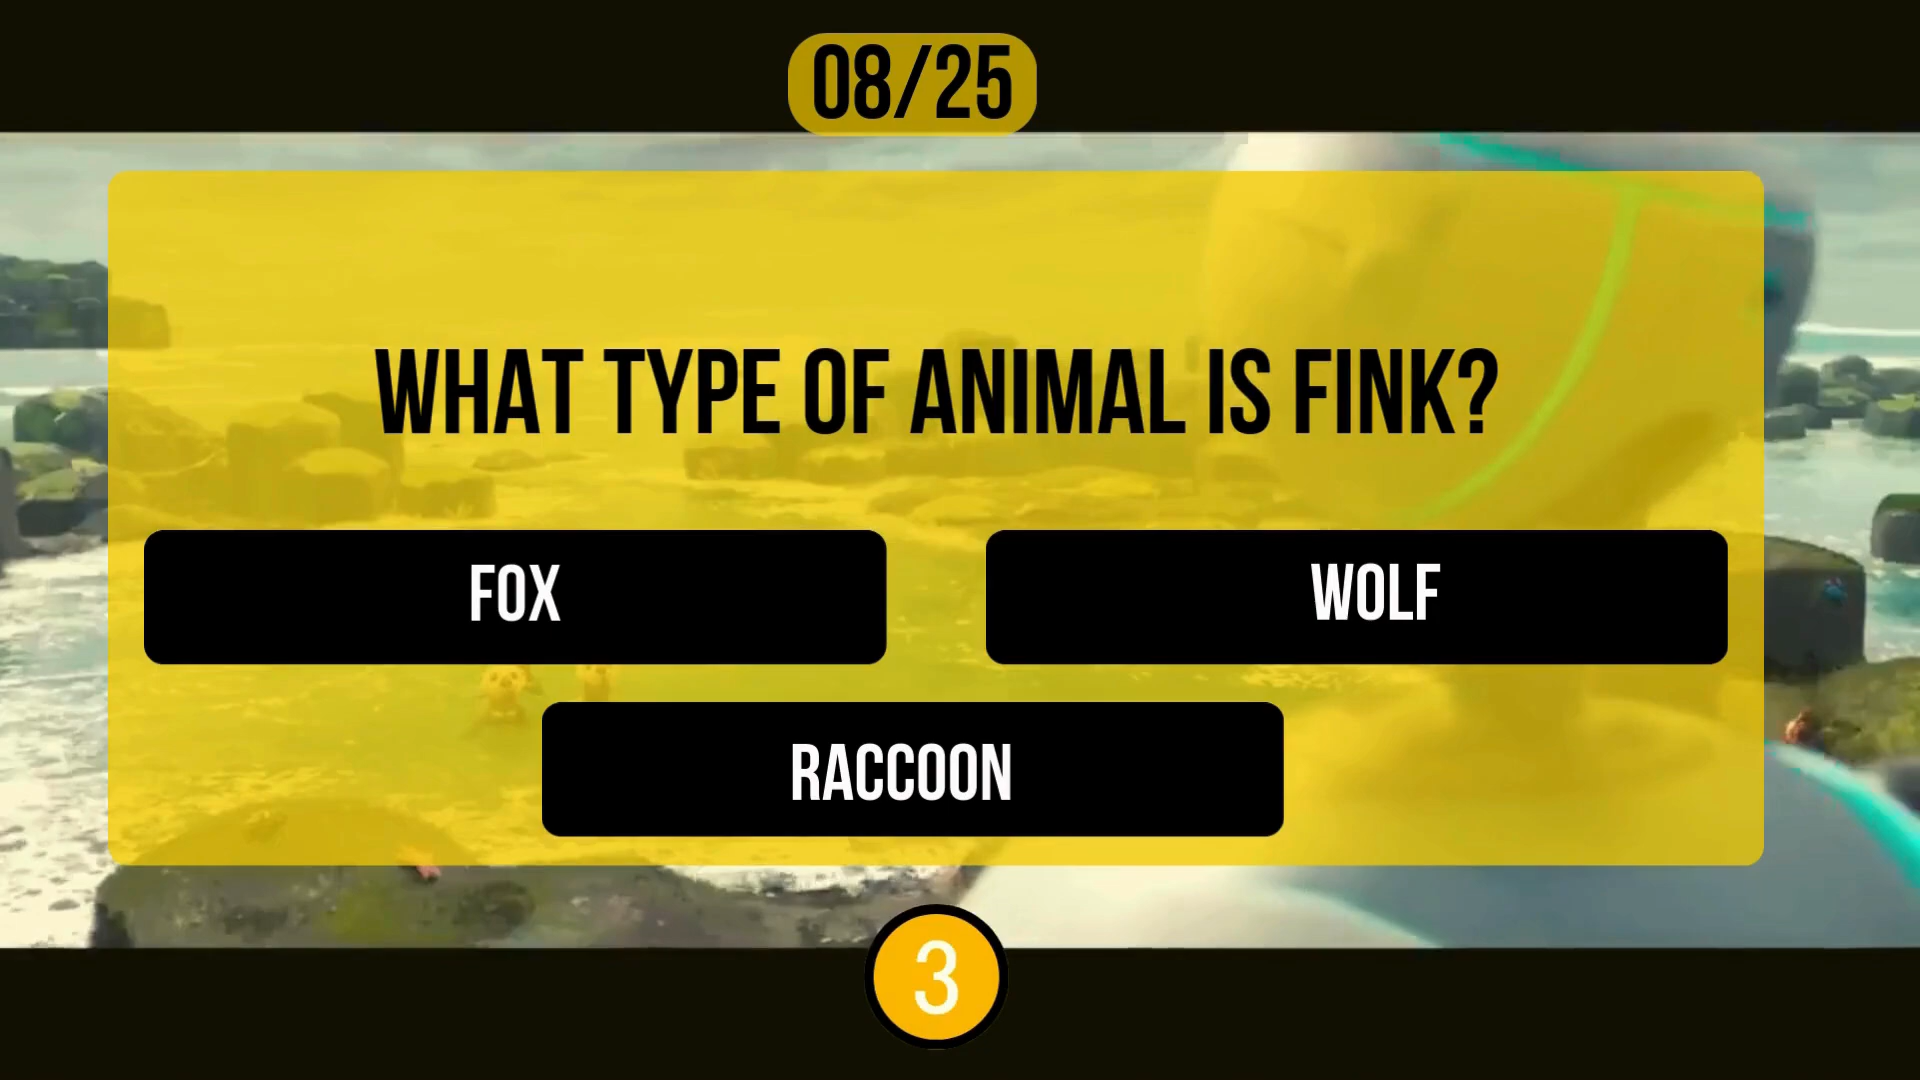 08/25
WHAT TYPE OF ANIMAL IS FINK?
FOX
WOLF
RACCOON
3